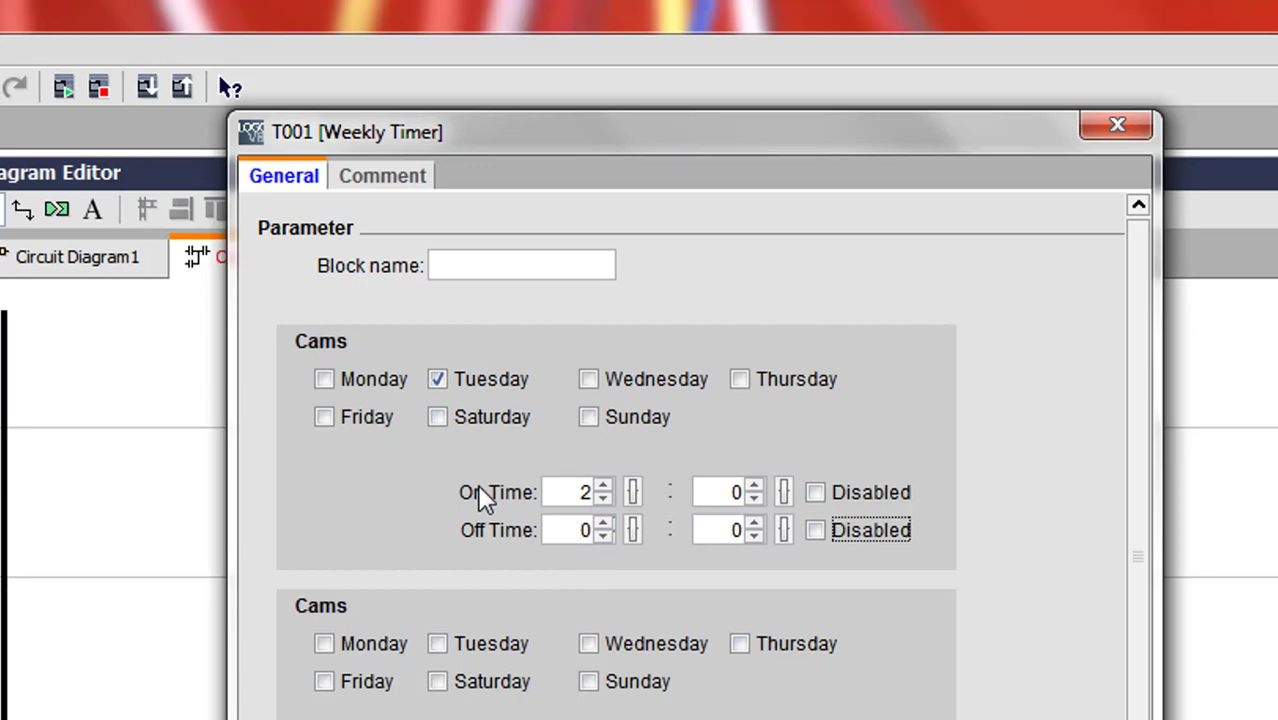 ?
T001 [Weekly Timer]
General
Comment
agram Editor
A
Parameter
Circuit Diagram1
Block name:
Cams
Monday
Tuesday
Wednesday
Thursday
Friday
Saturday
Sunday
On Time: 2 : 0 Disabled
Off Time: 0 : 0 Disabled
Cams
Monday
Tuesday
Wednesday
Thursday
Friday
Saturday
Sunday